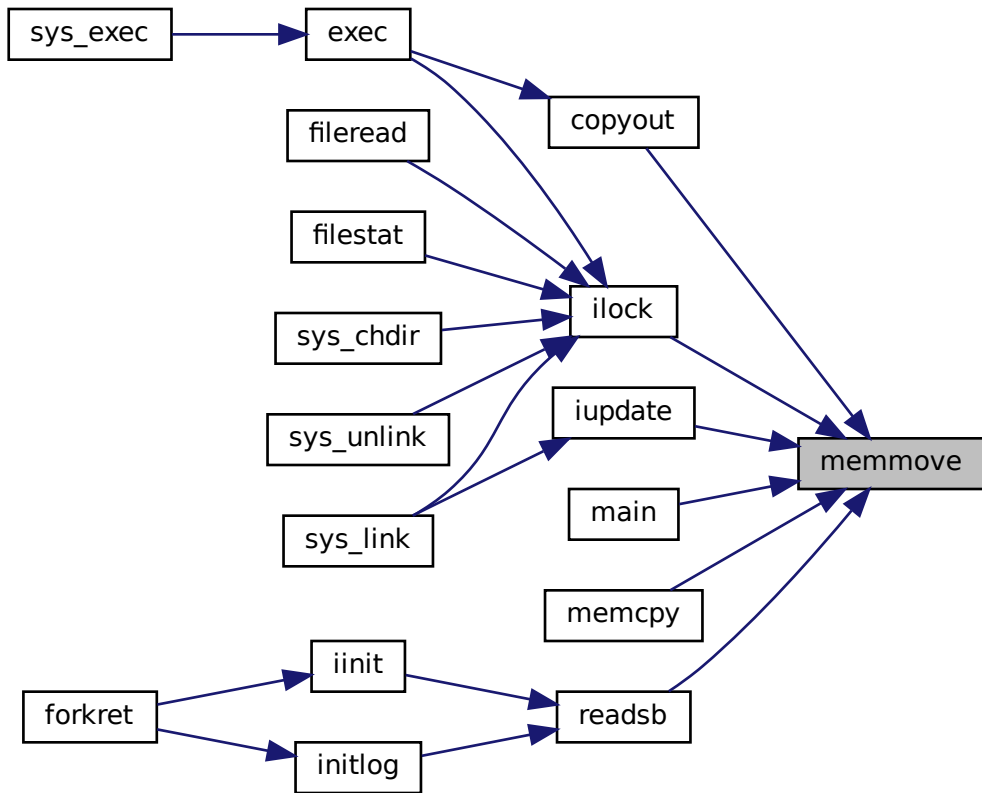 sys_exec
exec
copyout
fileread
filestat
ilock
sys_chdir
iupdate
sys_unlink
memmove
main
sys_link
memcpy
iinit
forkret
readsb
initlog